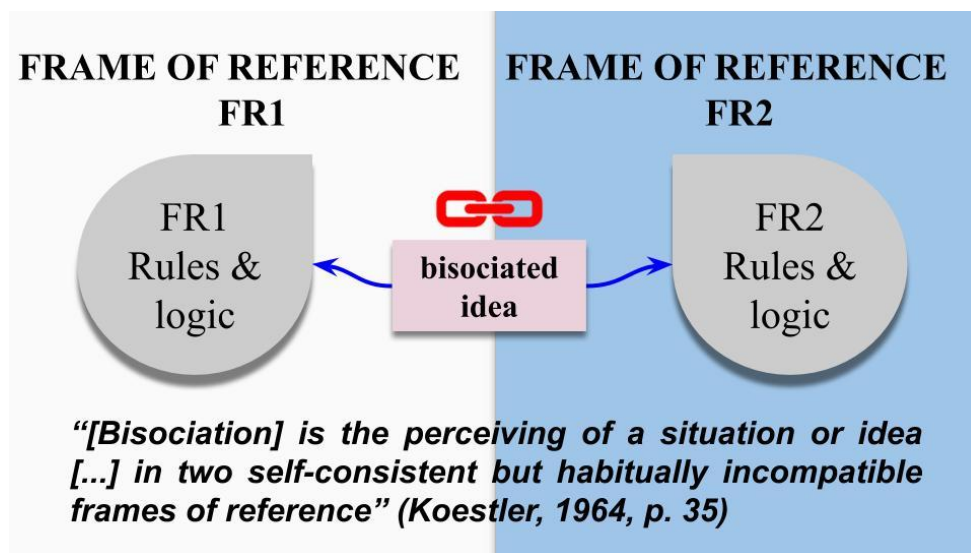 FRAME OF REFERENCE
FR1
FRAME OF REFERENCE
FR2
FR1
Rules &
logic
bisociated
idea
FR2
Rules &
logic
“[Bisociation] is the perceiving of a situation or idea
[...] in two self-consistent but habitually incompatible
frames of reference” (Koestler, 1964, p. 35)